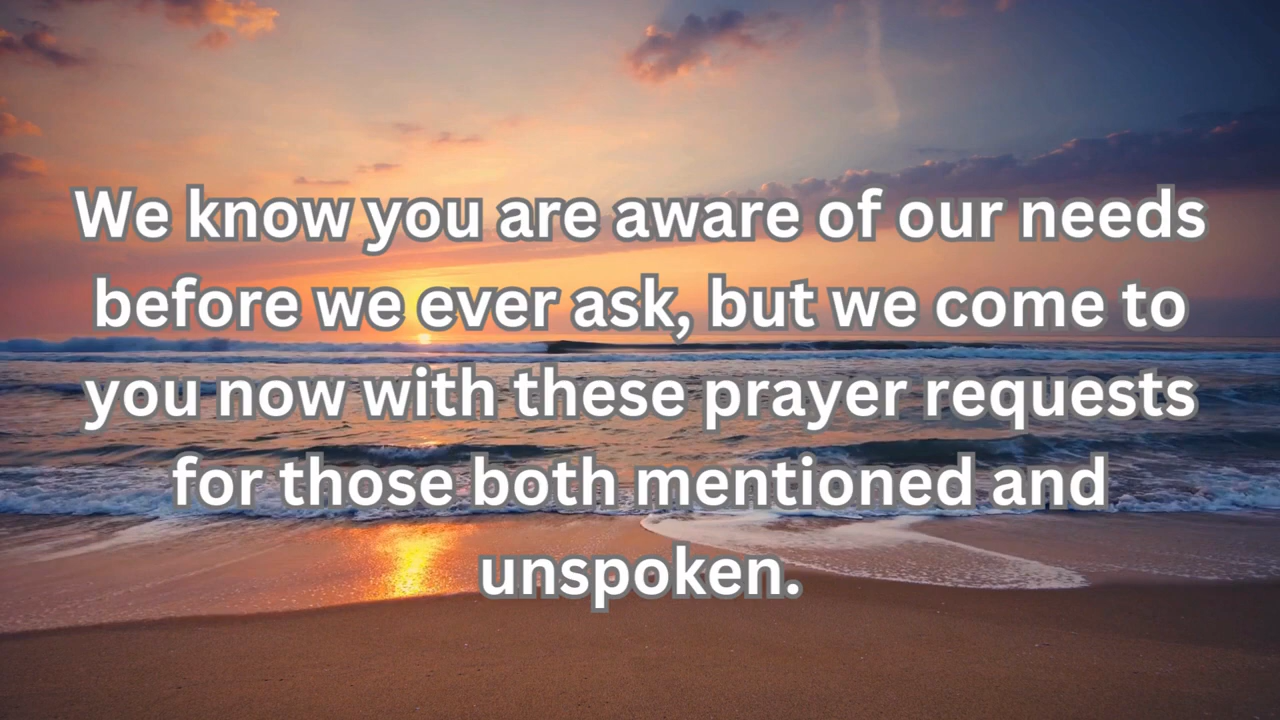 We know you are aware of our needs
before we ever ask, but we come to
you now with these prayer requests
for those both mentioned and
unspoken.